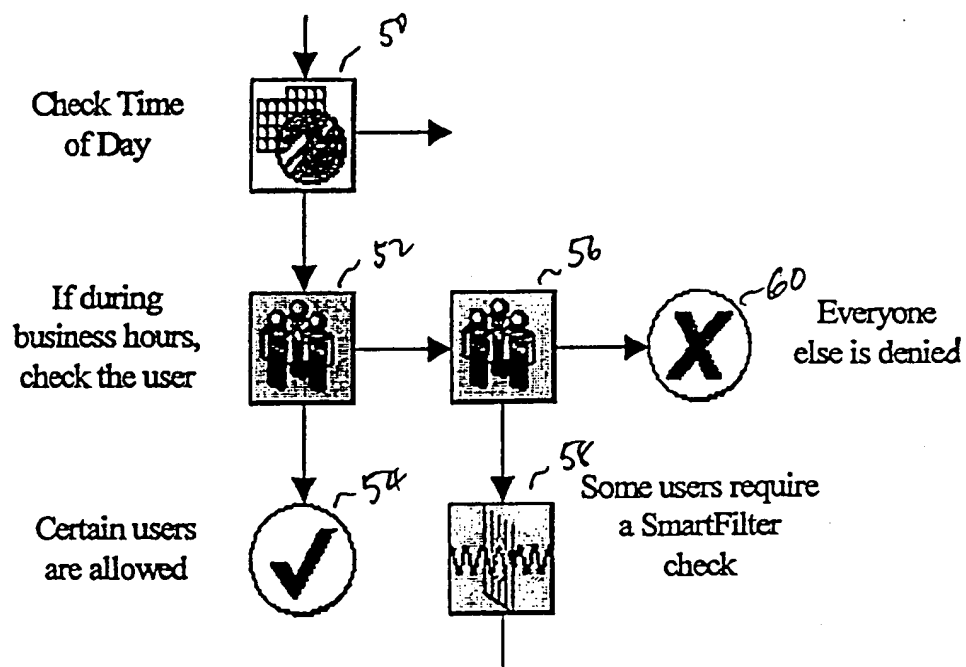 50
Check Time
of Day
52
56
60
If during
business hours,
check the user
Everyone
else is denied
54
58
Certain users
are allowed
Some users require
a SmartFilter
check